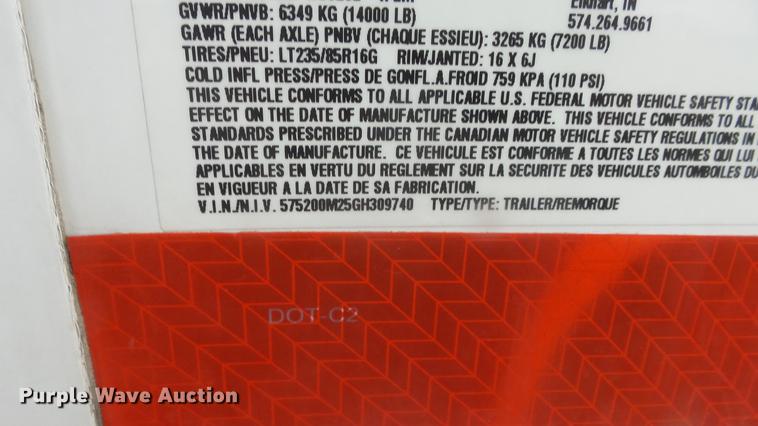 Elkhart, IN
GVWR/PNVB: 6349 KG (14000 LB)
574.264.9661
GAWR (EACH AXLE) PNBV (CHAQUE ESSIEU): 3265 KG (7200 LB)
TIRES/PNEU: LT235/85R16G RIM/JANTED: 16 X 6J
COLD INFL PRESS/PRESS DE GONFL.A.FROID 759 KPA (110 PSI)
THIS VEHICLE CONFORMS TO ALL APPLICABLE U.S. FEDERAL MOTOR VEHICLE SAFETY STA
EFFECT ON THE DATE OF MANUFACTURE SHOWN ABOVE. THIS VEHICLE CONFORMS TO ALL
STANDARDS PRESCRIBED UNDER THE CANADIAN MOTOR VEHICLE SAFETY REGULATIONS IN
THE DATE OF MANUFACTURE. CE VEHICULE EST CONFORME A TOUTES LES NORMES QUI LUI
APPLICABLES EN VERTU DU REGLEMENT SUR LA SECURITE DES VEHICULES AUTOMBOILES DU
EN VIGUEUR A LA DATE DE SA FABRICATION.
V.I.N./N.I.V. 575200M25GH309740 TYPE/TYPE: TRAILER/REMORQUE
DOT-C2
Purple Wave Auction